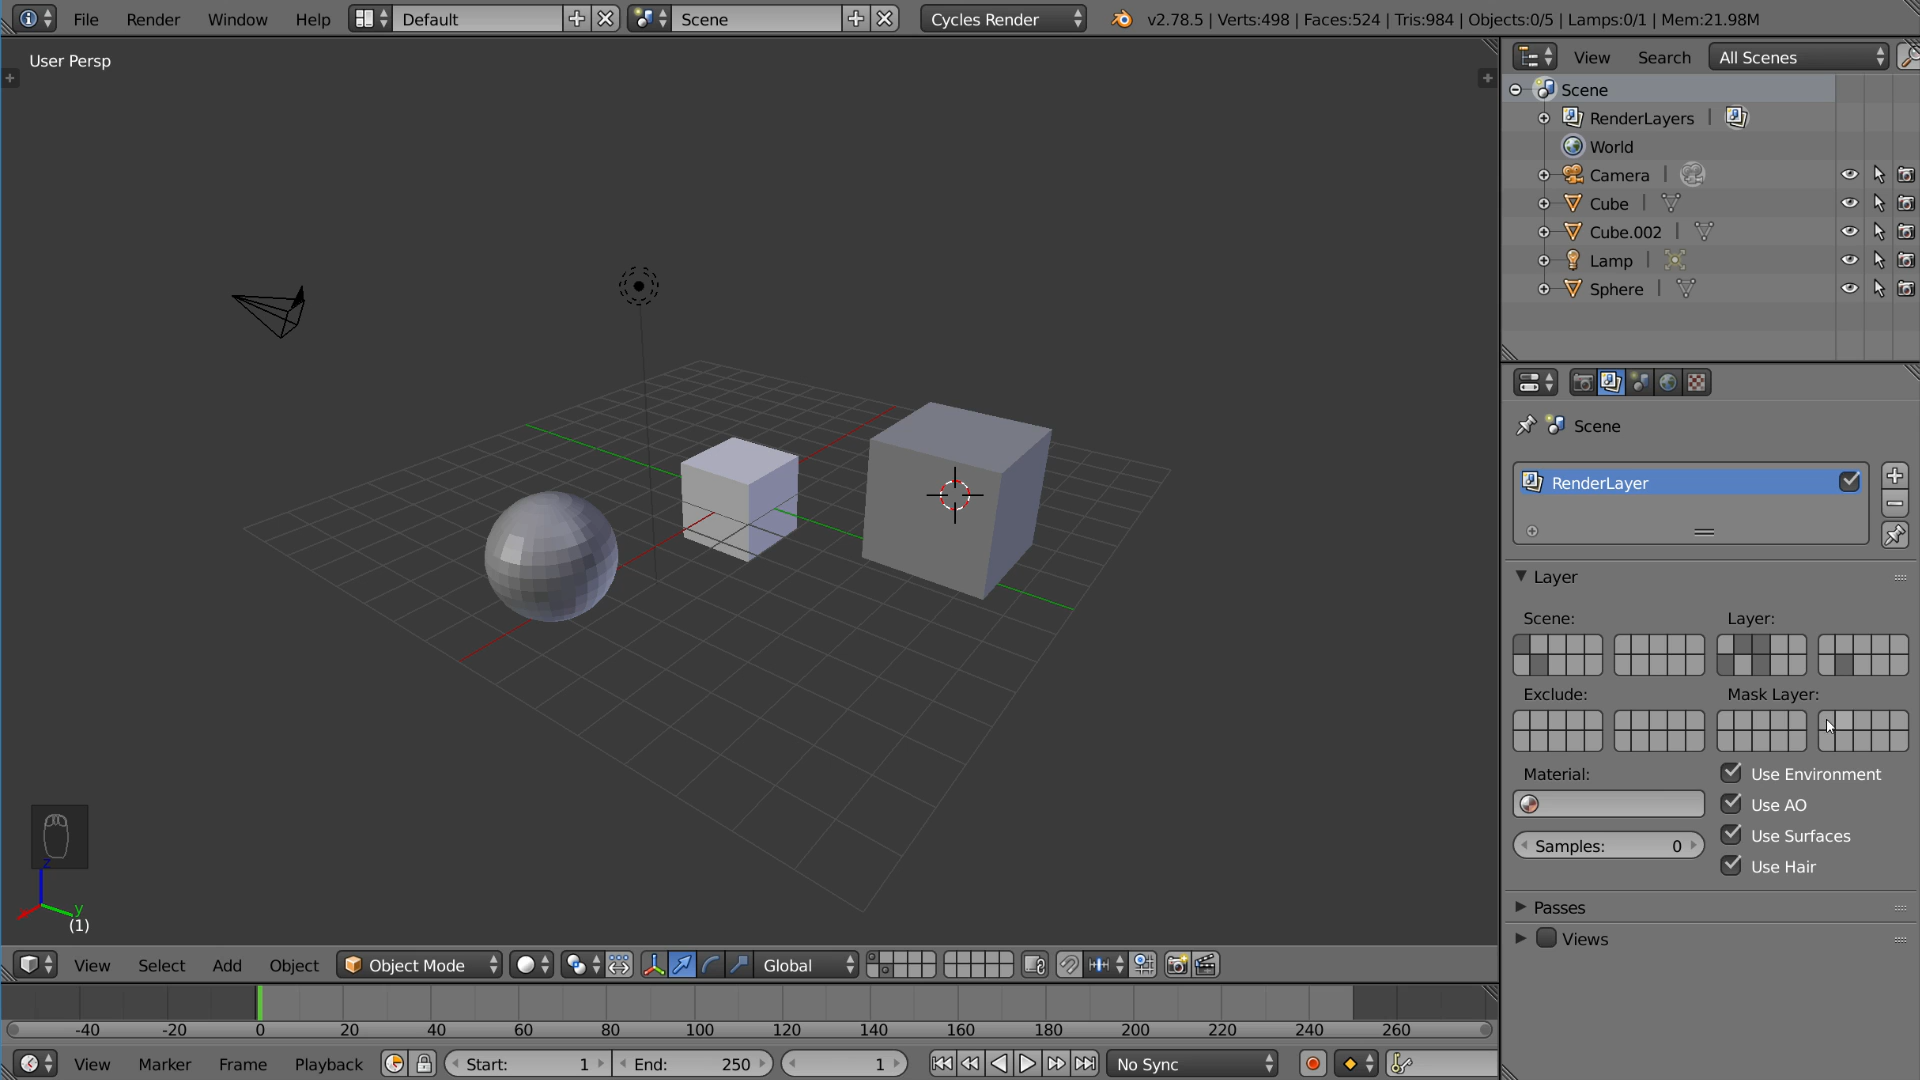 File Render Window Help Default Scene Cycles Render v2.78.5 | Verts:498 | Faces:524 | Tris:984 | Objects:0/5 | Lamps:0/1 | Mem:21.98M
User Persp
View Search All Scenes
Scene
RenderLayers
World
Camera
Cube
Cube.002
Lamp
Sphere
Scene
RenderLayer
Layer
Scene: Layer:
Exclude: Mask Layer:
Material: Use Environment
Use AO
Samples: 0 Use Surfaces
Use Hair
Passes
Views
z
y
(1)
View Select Add Object Object Mode Global
-40 -20 0 20 40 60 80 100 120 140 160 180 200 220 240 260
View Marker Frame Playback Start: 1 End: 250 1 No Sync